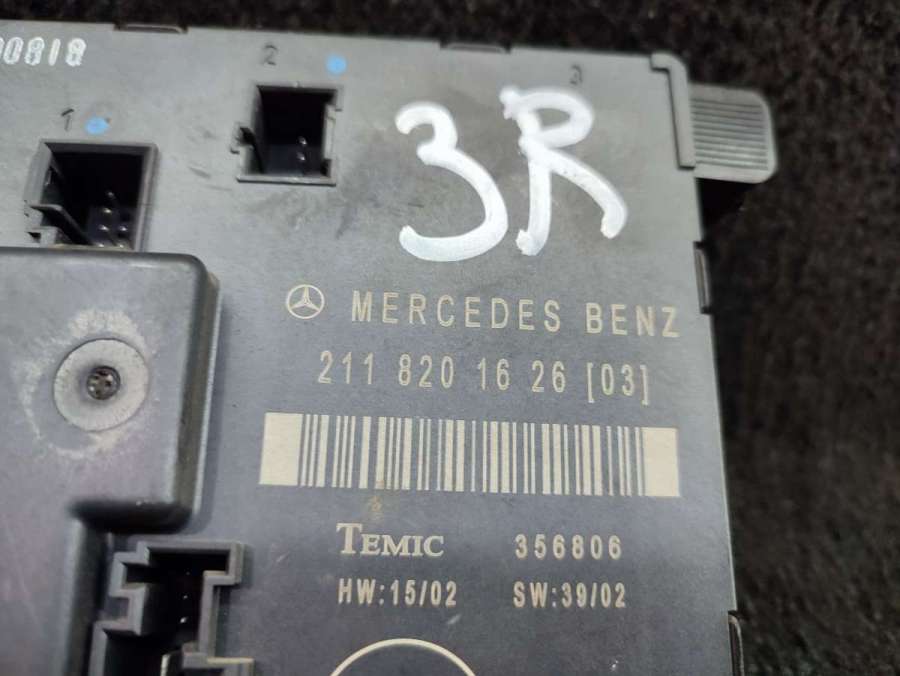 00818
2
3
1
3R
MERCEDES BENZ
211 820 16 26 [03]
TEMIC 356806
HW:15/02 SW:39/02